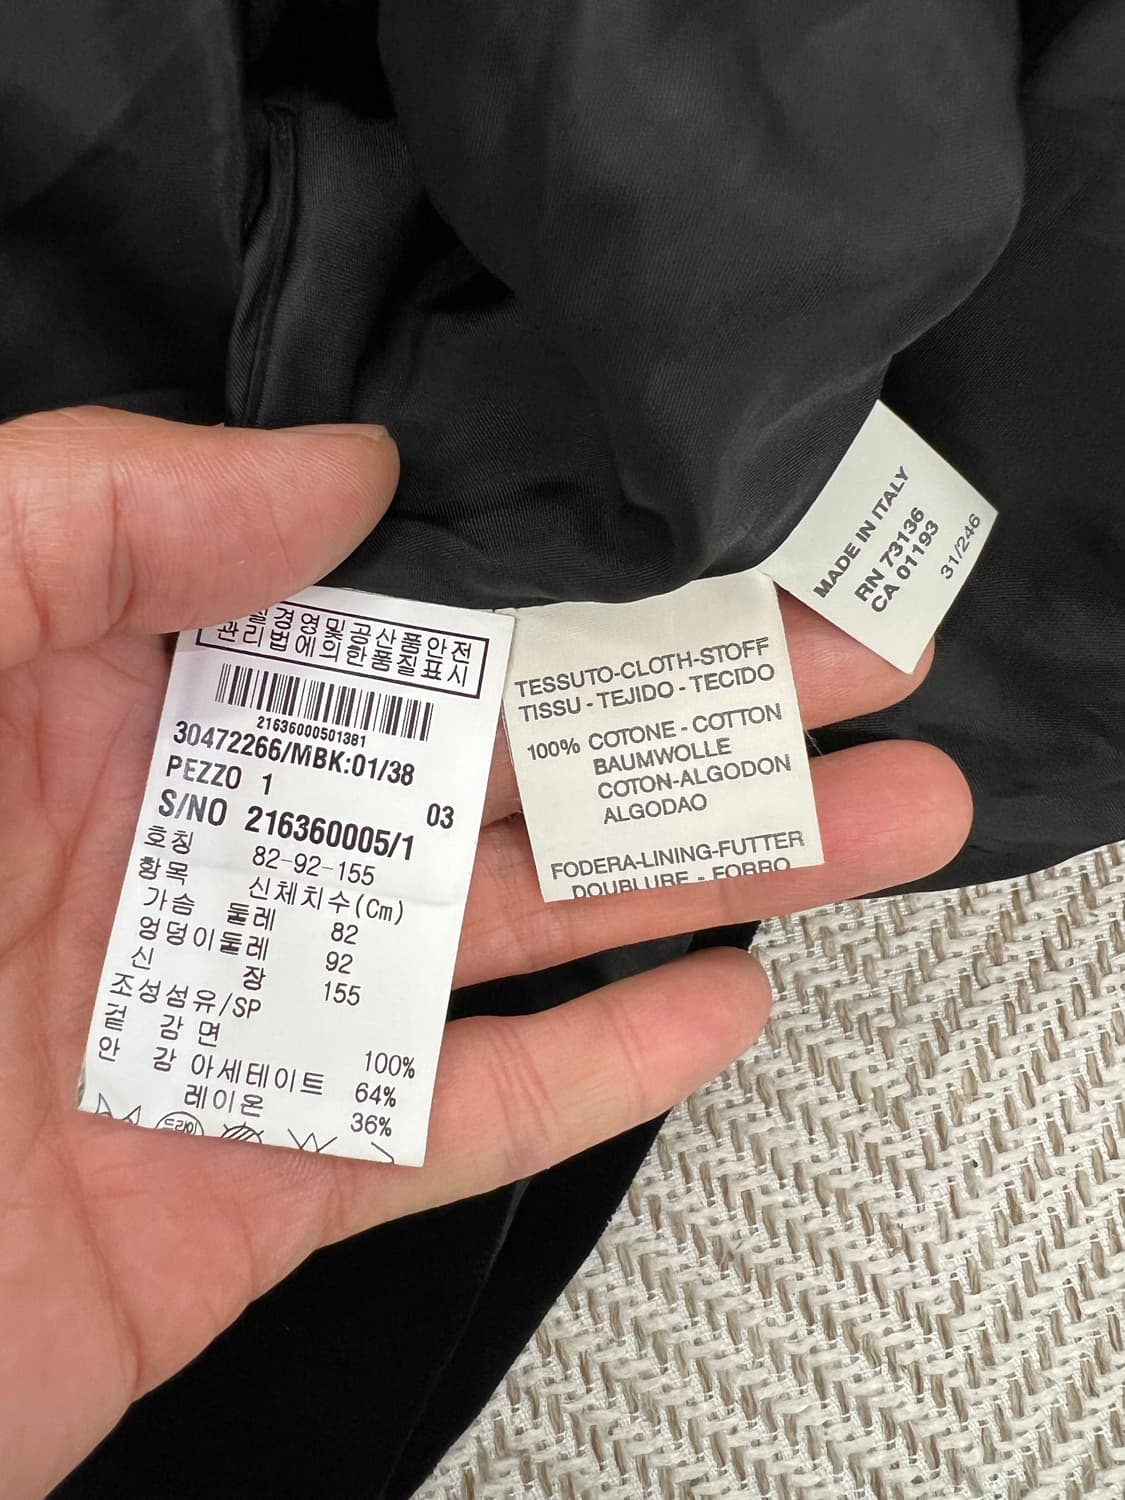 질경영및공산품안전
관리법에의한품질표시
21636000501381
30472266/MBK:01/38
PEZZO 1
03
S/NO 216360005/1
호칭 82-92-155
항목 신체치수(Cm)
가슴 둘레 82
엉덩이둘레 92
신 장 155
조성섬유/SP
겉 감 면 100%
안 감 아세테이트 64%
레이온 36%
드라이
TESSUTO-CLOTH-STOFF
TISSU - TEJIDO - TECIDO
100% COTONE - COTTON
BAUMWOLLE
COTON-ALGODON
ALGODAO
FODERA-LINING-FUTTER
DOUBLURE - FORRO
MADE IN ITALY
RN 73136
CA 01193
31/246